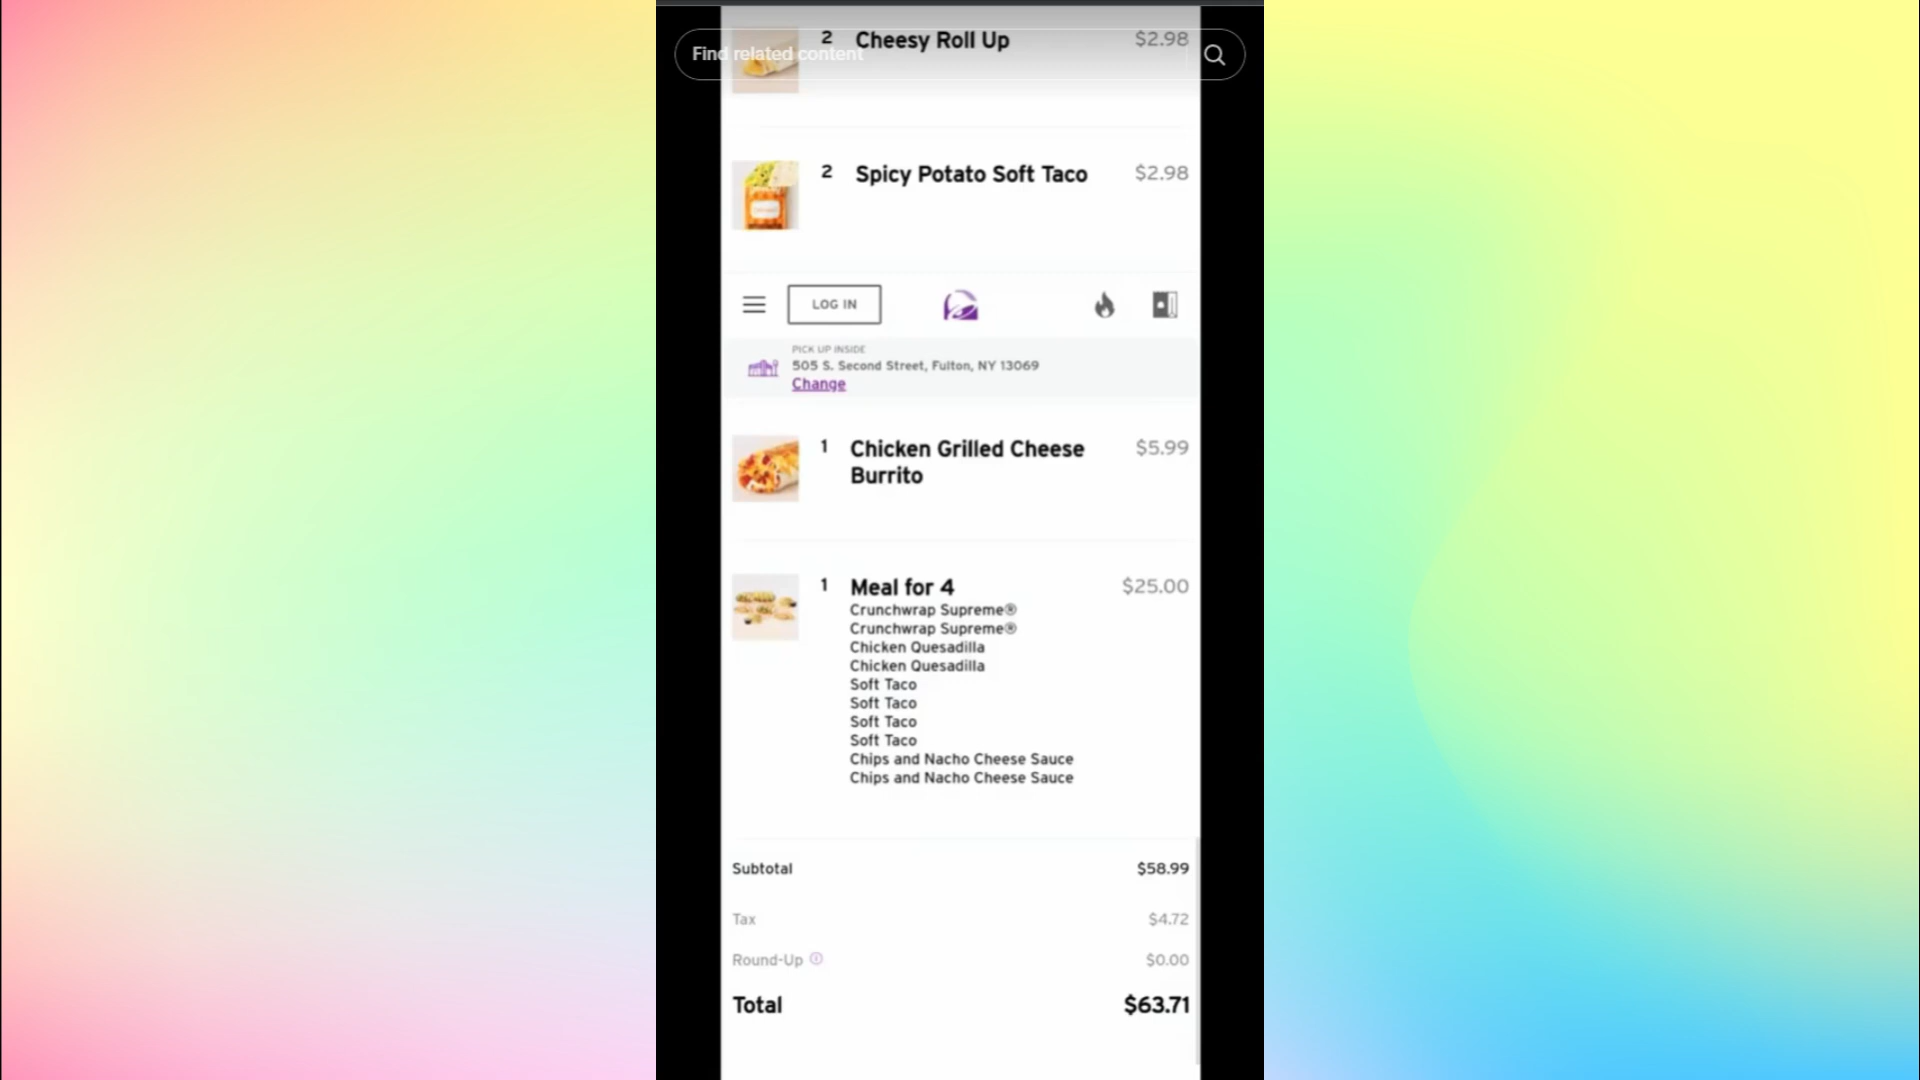 2 Cheesy Roll Up $2.98
Find related content
2 Spicy Potato Soft Taco $2.98
LOG IN
PICK UP INSIDE
505 S. Second Street, Fulton, NY 13069
Change
1 Chicken Grilled Cheese $5.99
Burrito
1 Meal for 4 $25.00
Crunchwrap Supreme®
Crunchwrap Supreme®
Chicken Quesadilla
Chicken Quesadilla
Soft Taco
Soft Taco
Soft Taco
Soft Taco
Chips and Nacho Cheese Sauce
Chips and Nacho Cheese Sauce
Subtotal $58.99
Tax $4.72
Round-Up $0.00
Total $63.71